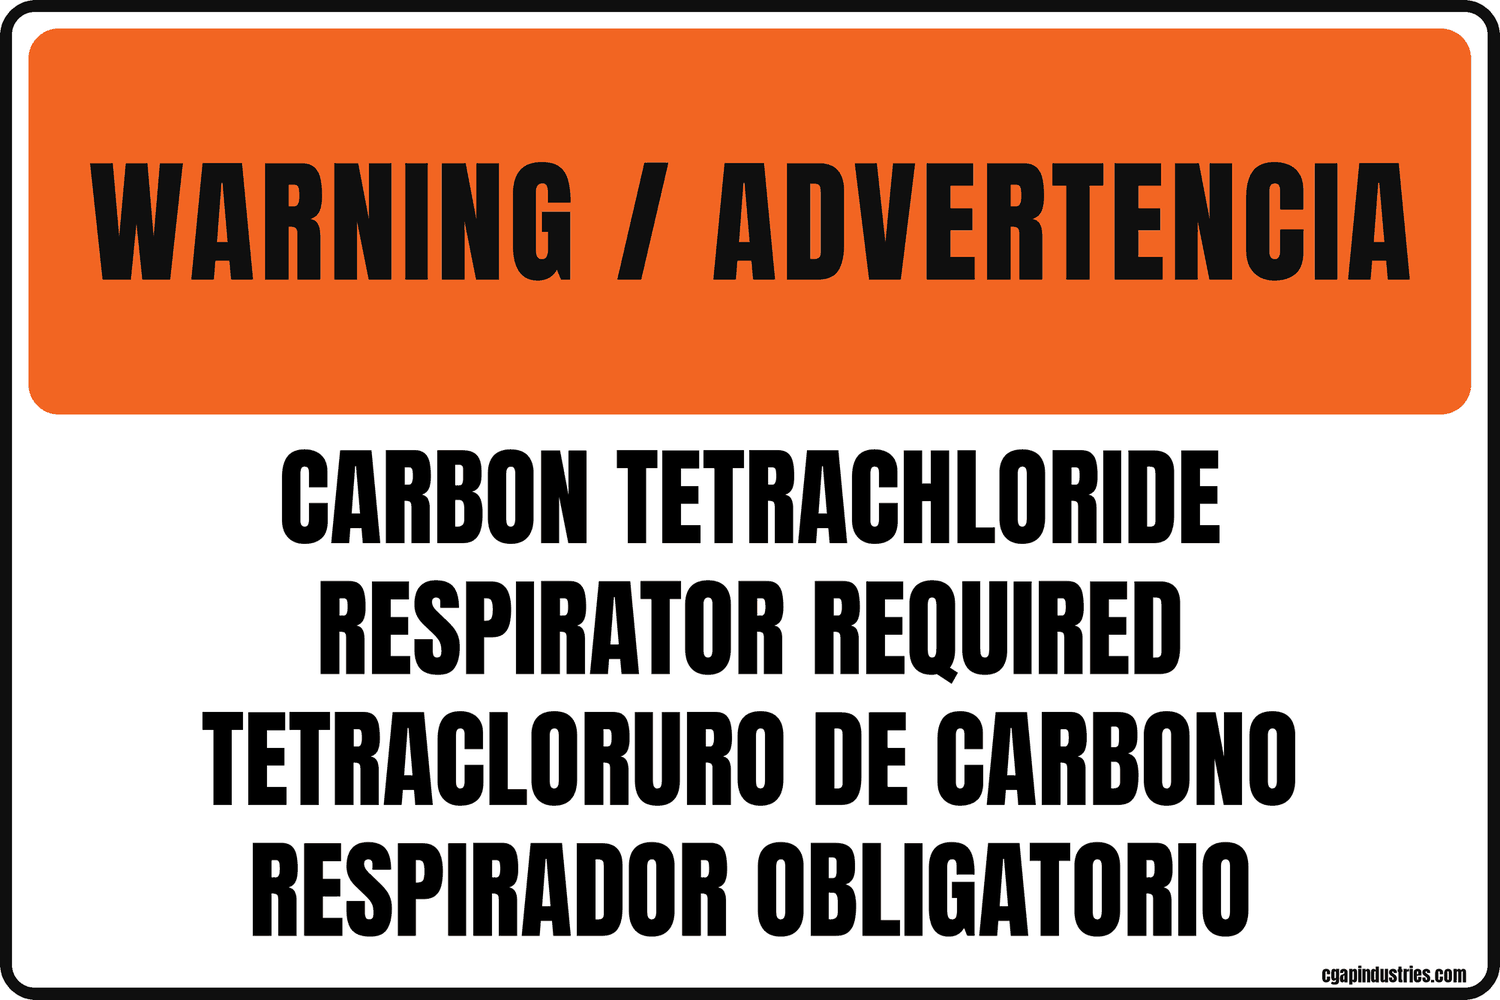 WARNING / ADVERTENCIA
CARBON TETRACHLORIDE
RESPIRATOR REQUIRED
TETRACLORURO DE CARBONO
RESPIRADOR OBLIGATORIO
cgapindustries.com